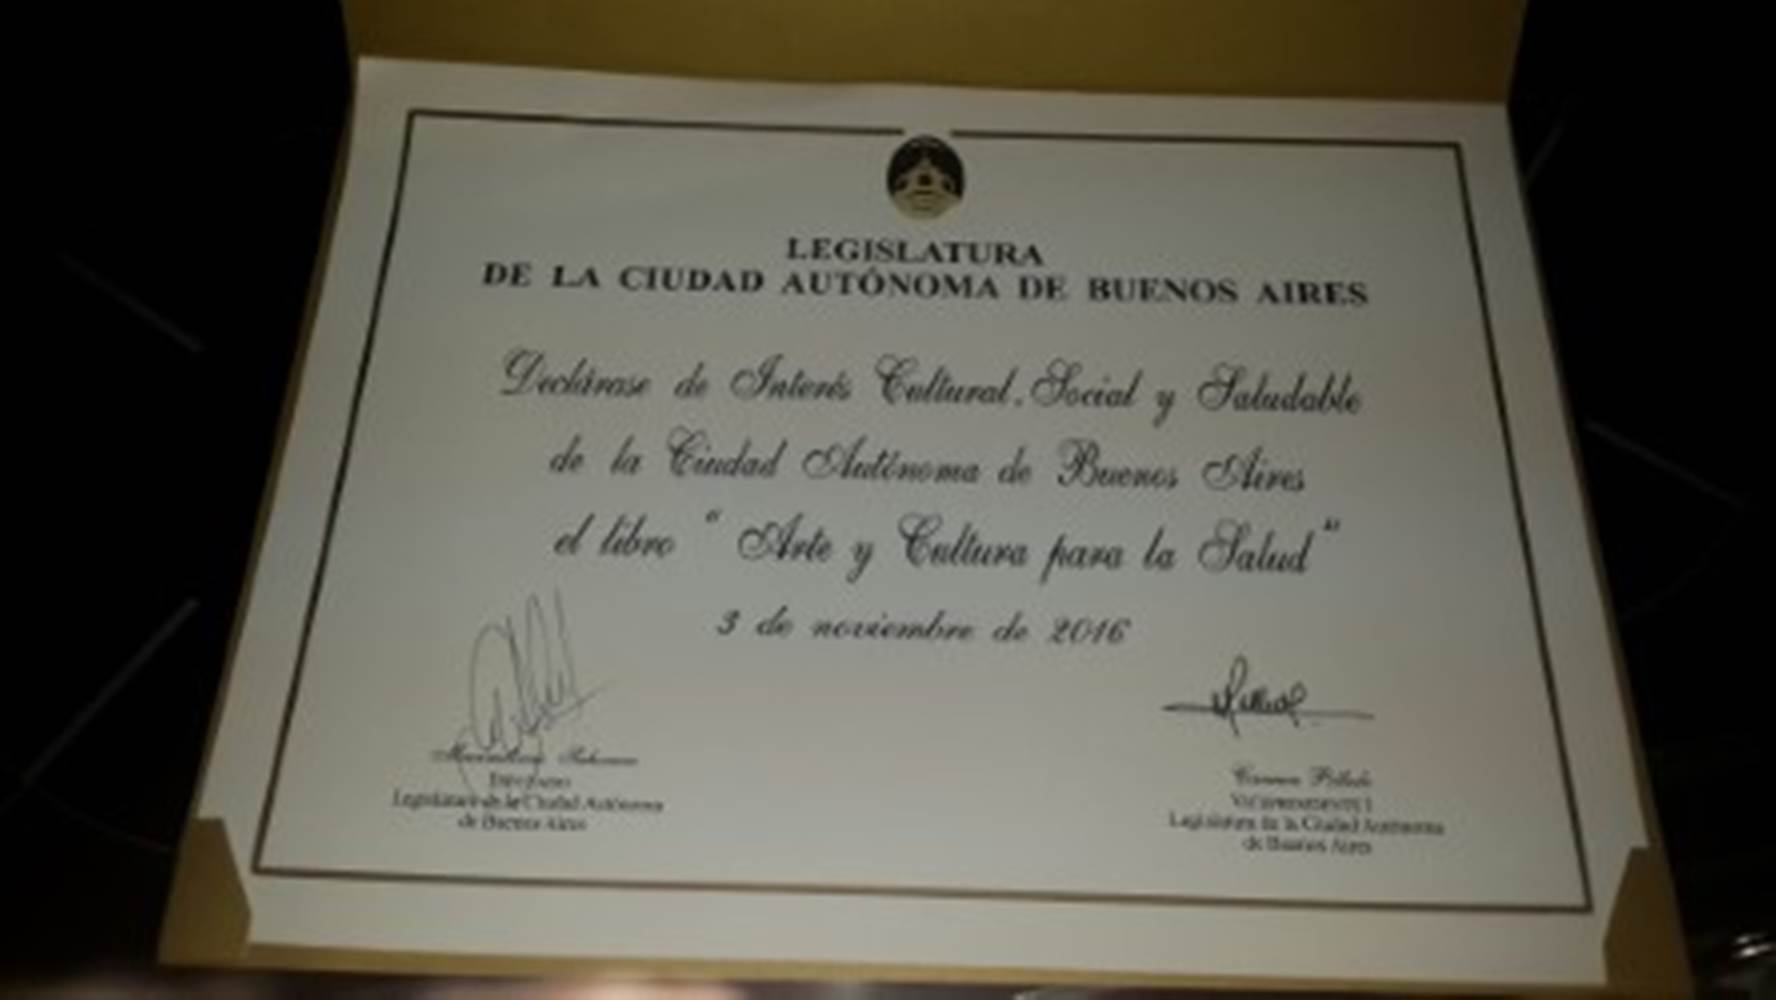 LEGISLATURA
DE LA CIUDAD AUTÓNOMA DE BUENOS AIRES
Declárase de Interés Cultural, Social y Saludable
de la Ciudad Autónoma de Buenos Aires
el libro " Arte y Cultura para la Salud "
3 de noviembre de 2016
Legislatura de la Ciudad Autónoma
de Buenos Aires
Carmen Polledo
Legislatura de la Ciudad Autónoma
de Buenos Aires